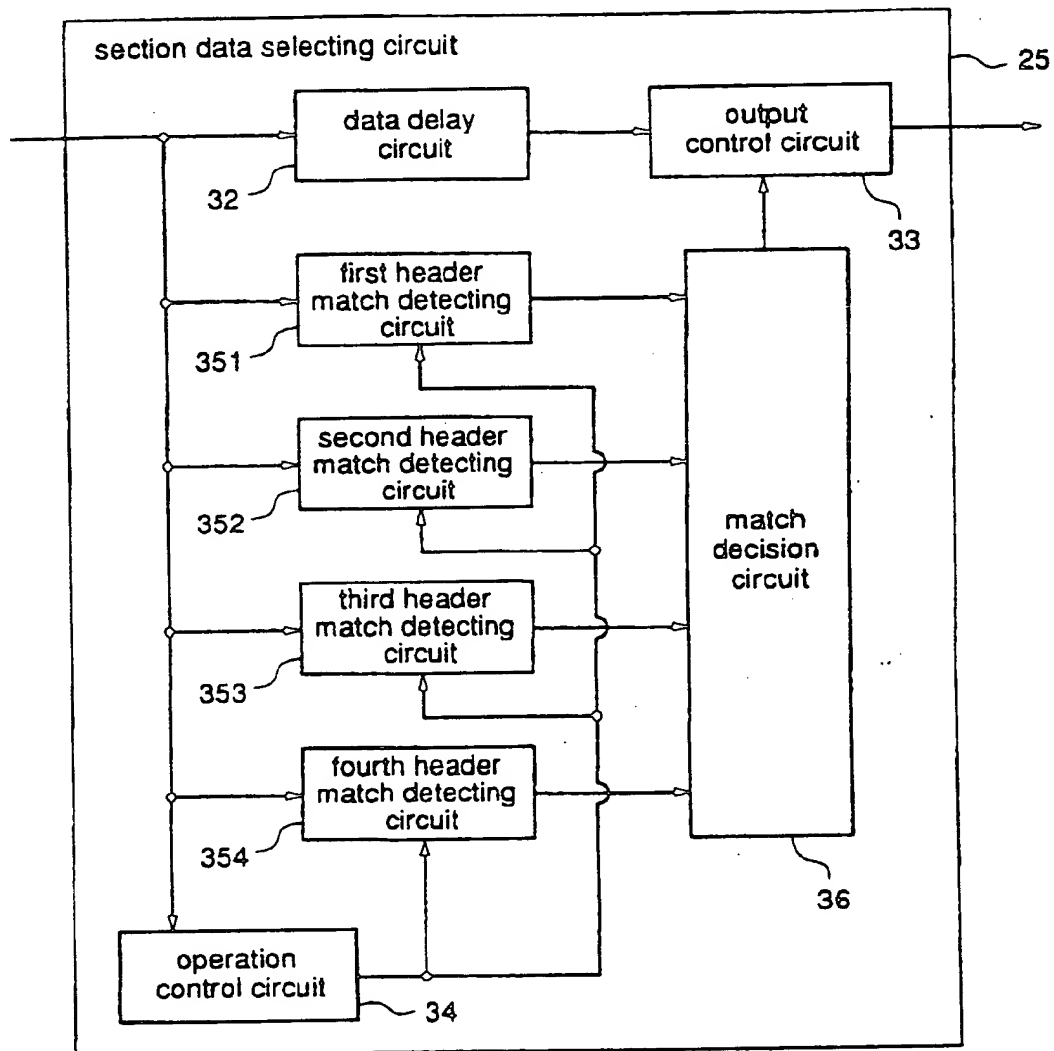 section data selecting circuit
25
data delay
circuit
32
output
control circuit
33
first header
match detecting
circuit
351
second header
match detecting
circuit
352
third header
match detecting
circuit
353
fourth header
match detecting
circuit
354
match
decision
circuit
36
operation
control circuit
34